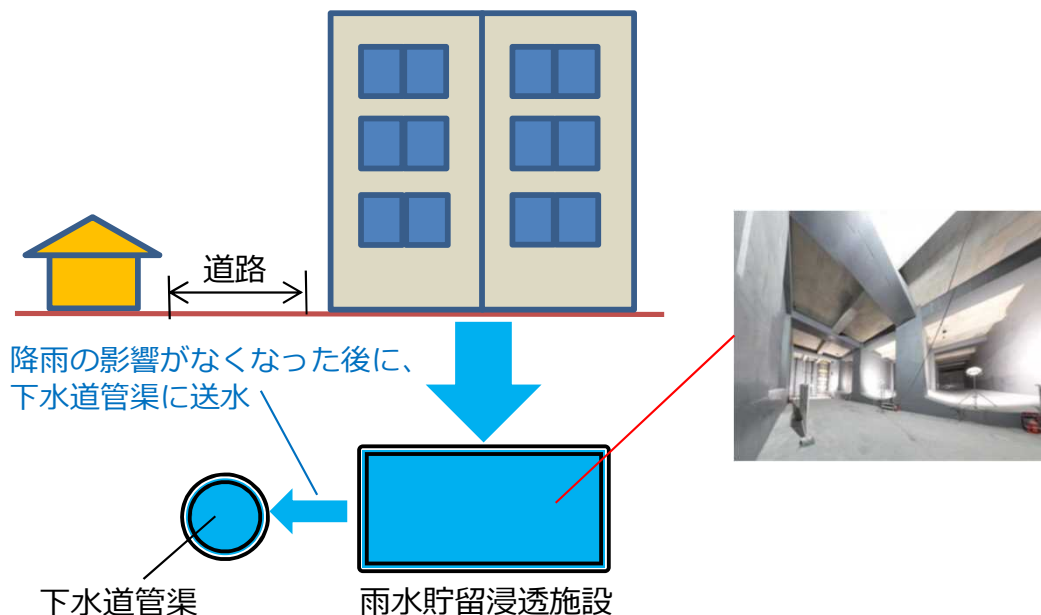 道路
降雨の影響がなくなった後に、
下水道管渠に送水
下水道管渠
雨水貯留浸透施設